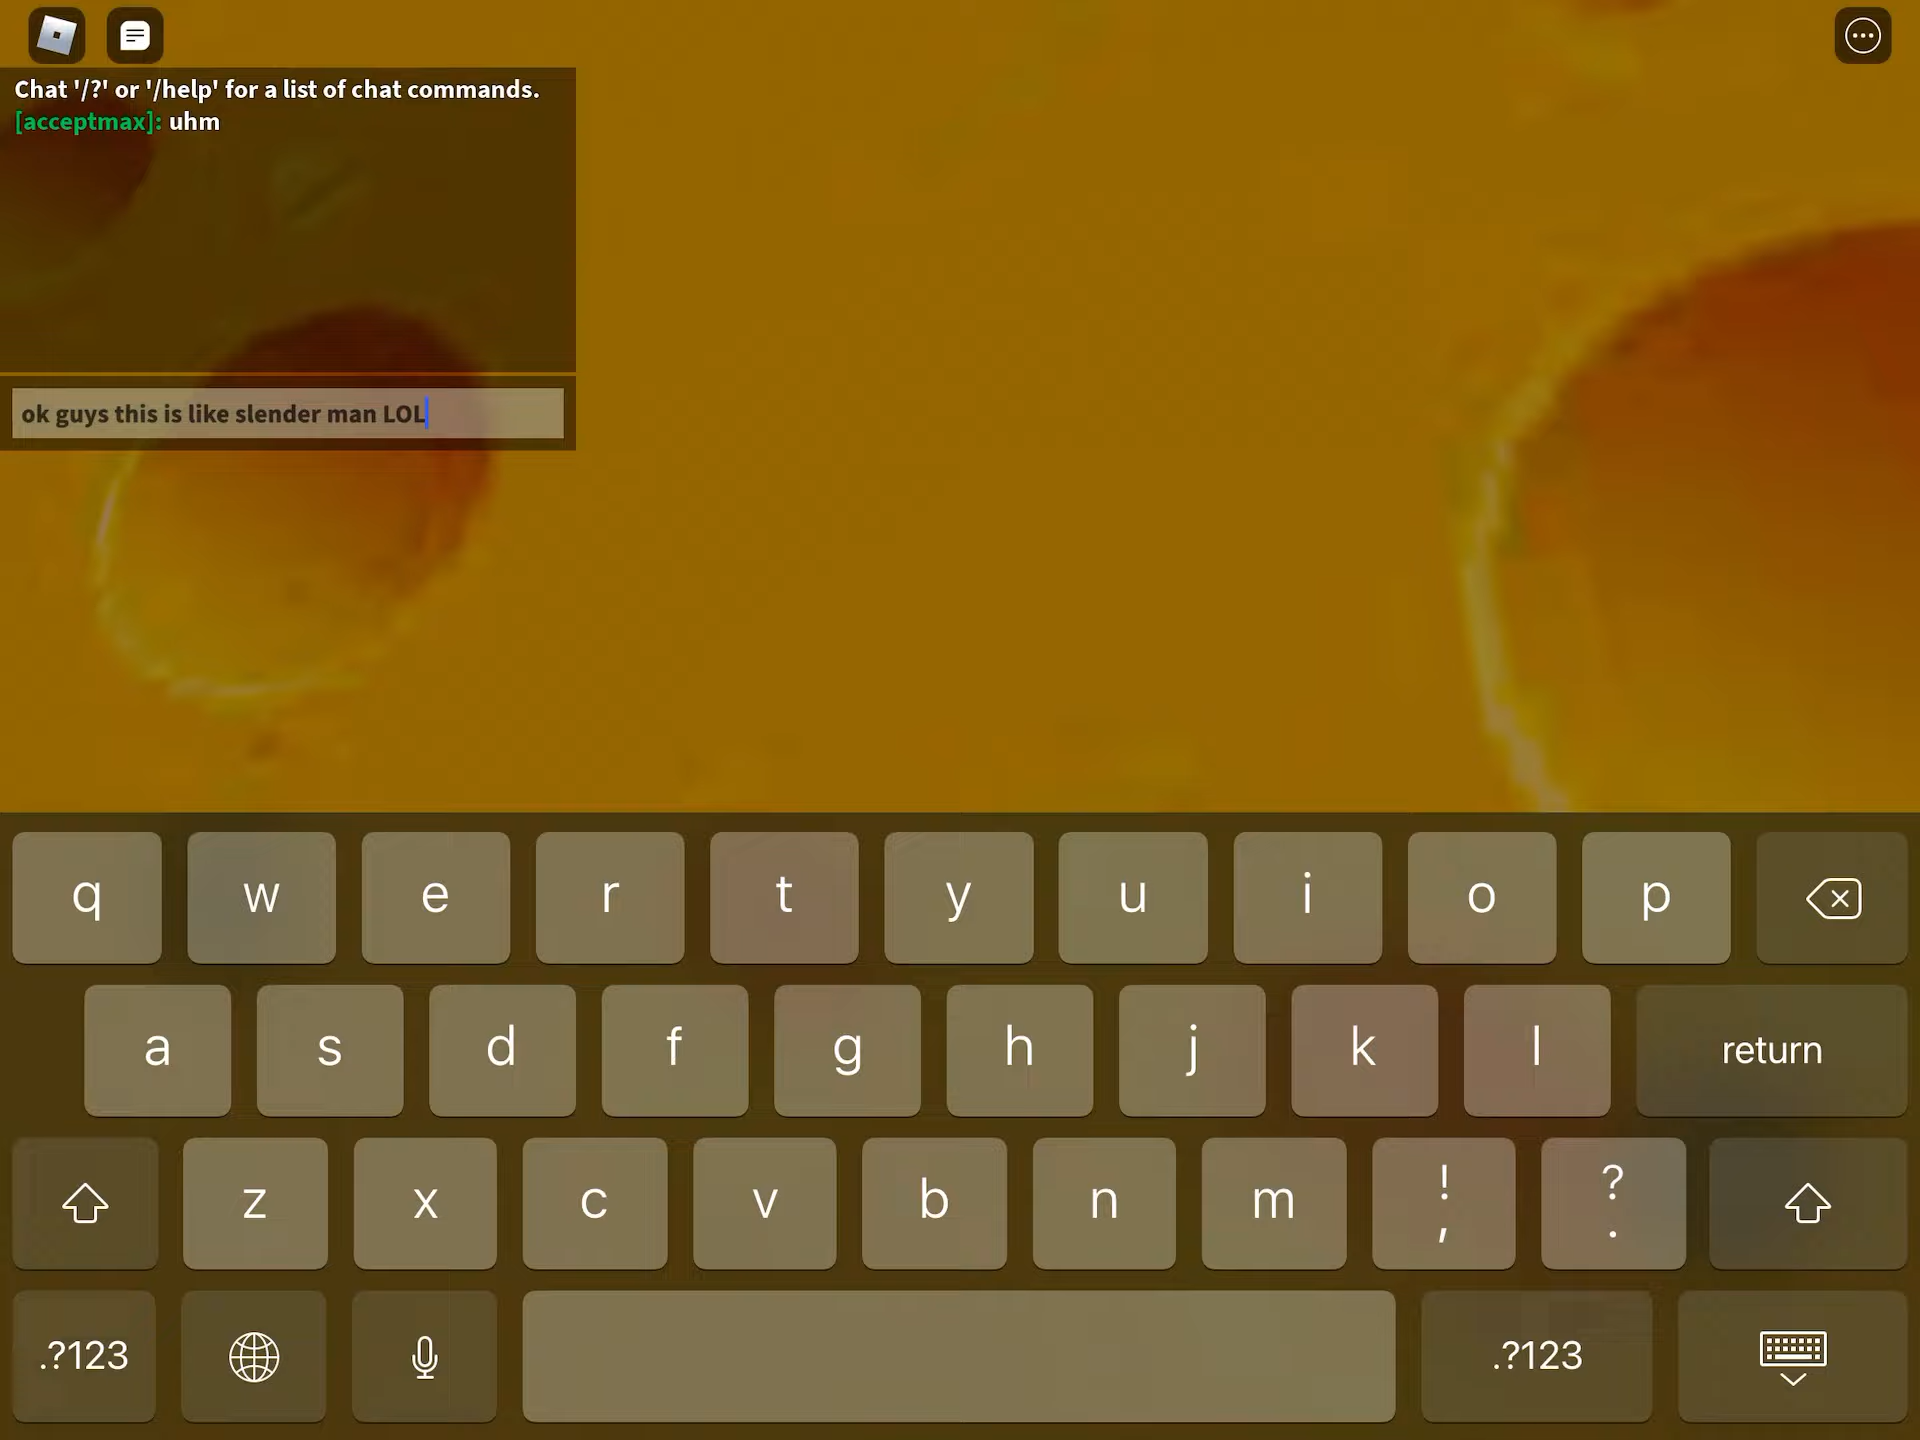 Chat '/?' or '/help' for a list of chat commands.
[acceptmax]: uhm
ok guys this is like slender man LOL
q w e r t y u i o p
a s d f g h j k l return
z x c v b n m ! , ? .
.?123 .?123